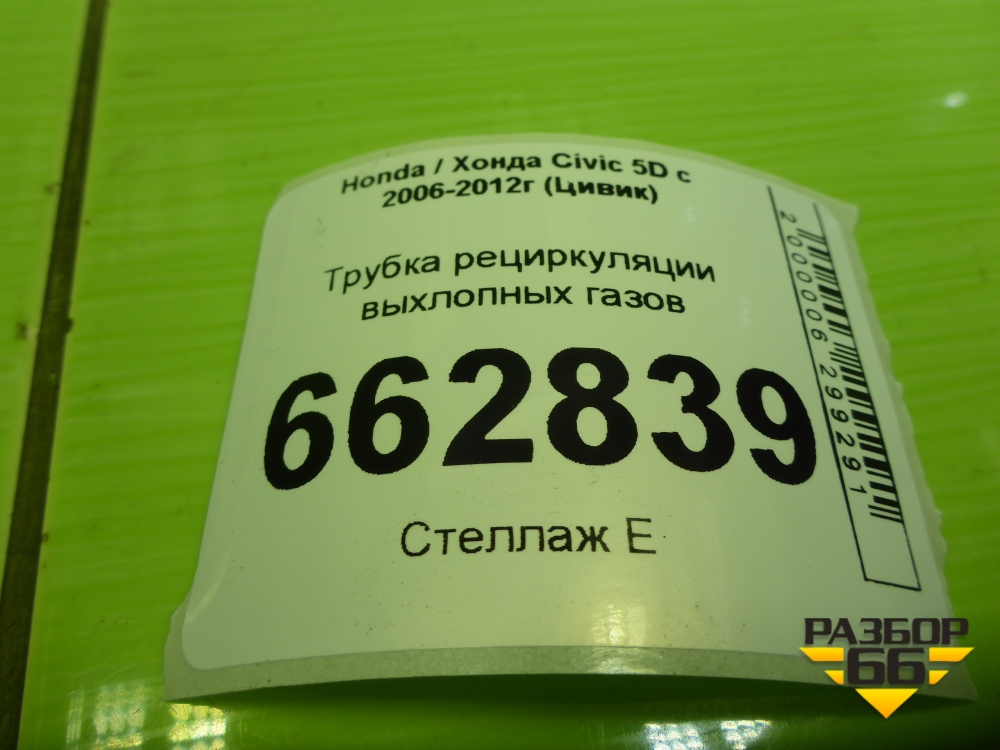 Honda / Хонда Civic 5D с
2006-2012г (Цивик)
Трубка рециркуляции
выхлопных газов
662839
Стеллаж Е
2000006299291
РАЗБОР
66